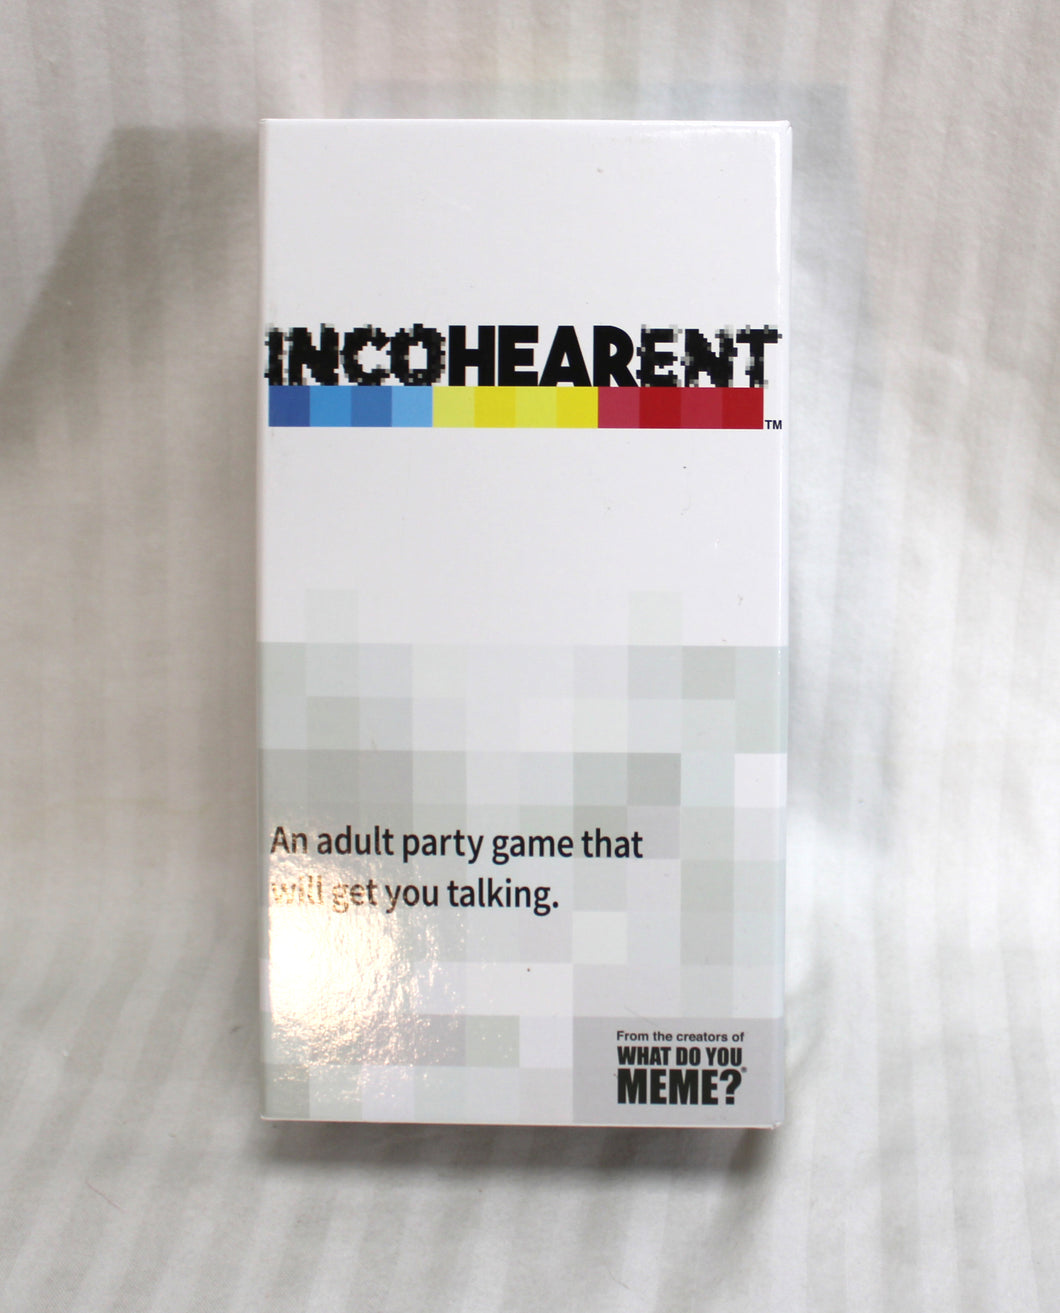 INCOHEARENT
TM
An adult party game that
will get you talking.
From the creators of
WHAT DO YOU
MEME?®